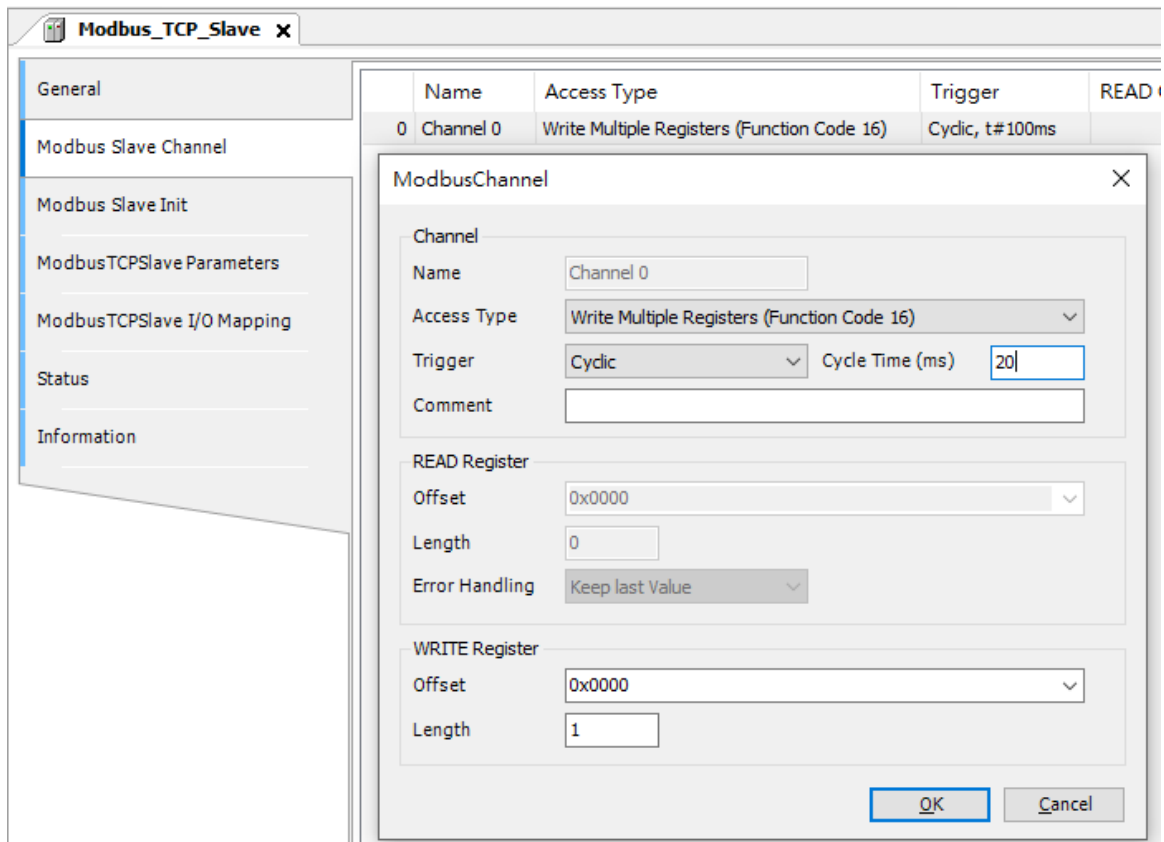 Modbus_TCP_Slave
General
Modbus Slave Channel
Modbus Slave Init
ModbusTCPSlave Parameters
ModbusTCPSlave I/O Mapping
Status
Information
Name Access Type Trigger READ
0 Channel 0 Write Multiple Registers (Function Code 16) Cyclic, t#100ms
ModbusChannel
Channel
Name Channel 0
Access Type Write Multiple Registers (Function Code 16)
Trigger Cyclic Cycle Time (ms) 20
Comment
READ Register
Offset 0x0000
Length 0
Error Handling Keep last Value
WRITE Register
Offset 0x0000
Length 1
OK Cancel